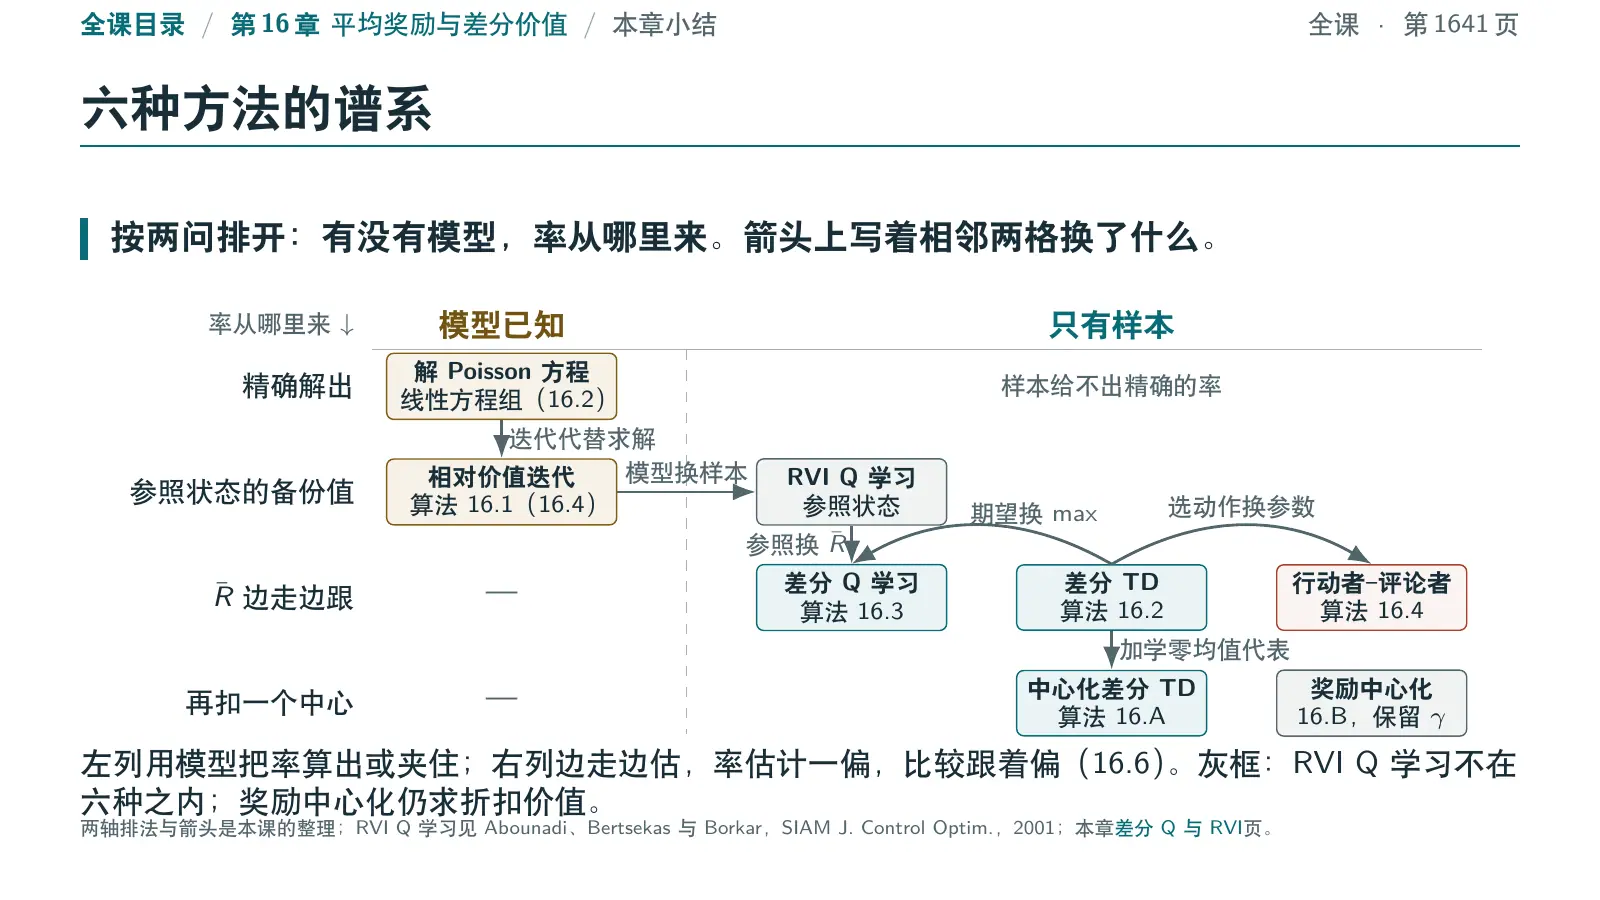 全课目录 / 第 16 章 平均奖励与差分价值 / 本章小结
全课 · 第 1641 页
六种方法的谱系
按两问排开：有没有模型，率从哪里来。箭头上写着相邻两格换了什么。
率从哪里来 ↓
模型已知
只有样本
精确解出
解 Poisson 方程
线性方程组（16.2）
样本给不出精确的率
迭代代替求解
参照状态的备份值
相对价值迭代
算法 16.1（16.4）
模型换样本
RVI Q 学习
参照状态
期望换 max
选动作换参数
参照换 R̄
R̄ 边走边跟
—
差分 Q 学习
算法 16.3
差分 TD
算法 16.2
行动者–评论者
算法 16.4
加学零均值代表
再扣一个中心
—
中心化差分 TD
算法 16.A
奖励中心化
16.B，保留 γ
左列用模型把率算出或夹住；右列边走边估，率估计一偏，比较跟着偏（16.6）。灰框：RVI Q 学习不在
六种之内；奖励中心化仍求折扣价值。
两轴排法与箭头是本课的整理；RVI Q 学习见 Abounadi、Bertsekas 与 Borkar，SIAM J. Control Optim.，2001；本章差分 Q 与 RVI页。